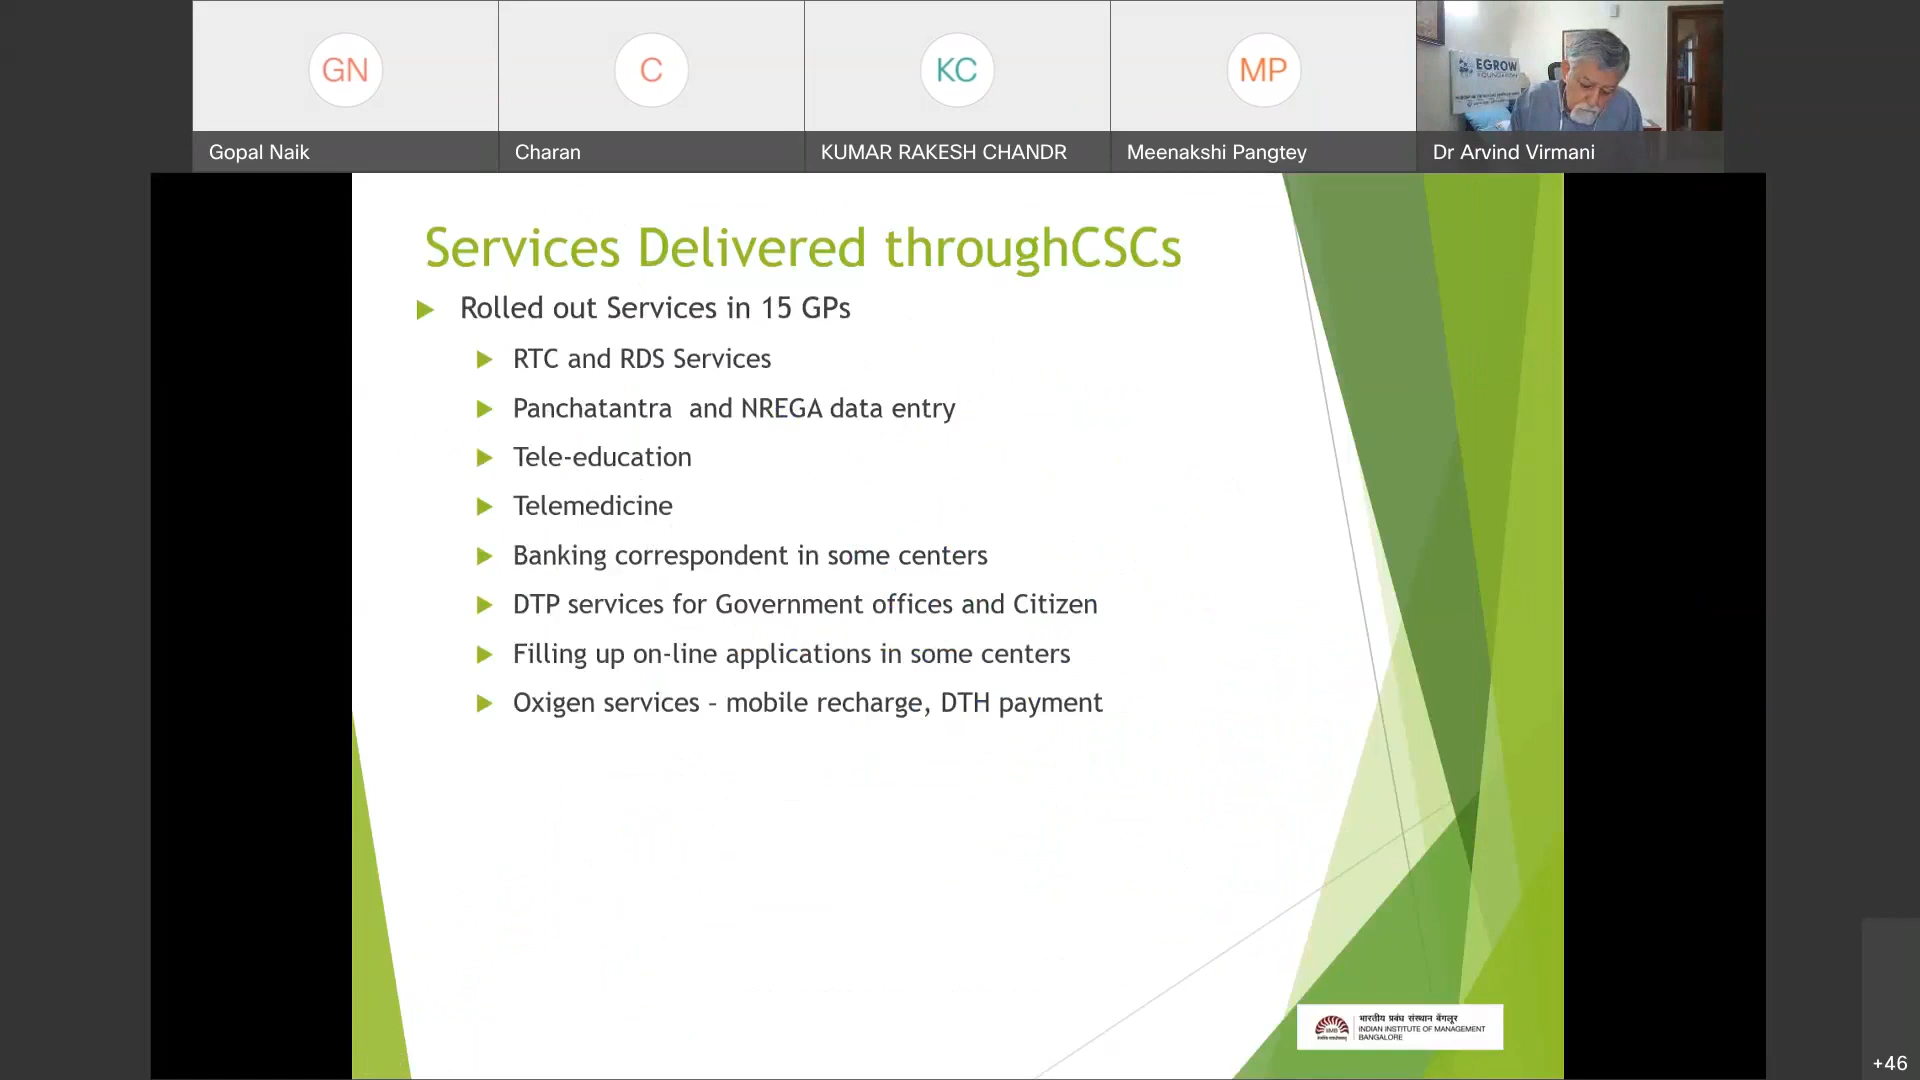 GN
C
KC
MP
EGROW
FOUNDATION
Gopal Naik
Charan
KUMAR RAKESH CHANDR
Meenakshi Pangtey
Dr Arvind Virmani
Services Delivered throughCSCs
Rolled out Services in 15 GPs
RTC and RDS Services
Panchatantra and NREGA data entry
Tele-education
Telemedicine
Banking correspondent in some centers
DTP services for Government offices and Citizen
Filling up on-line applications in some centers
Oxigen services – mobile recharge, DTH payment
भारतीय प्रबंध संस्थान बेंगलूर
INDIAN INSTITUTE OF MANAGEMENT
BANGALORE
+46